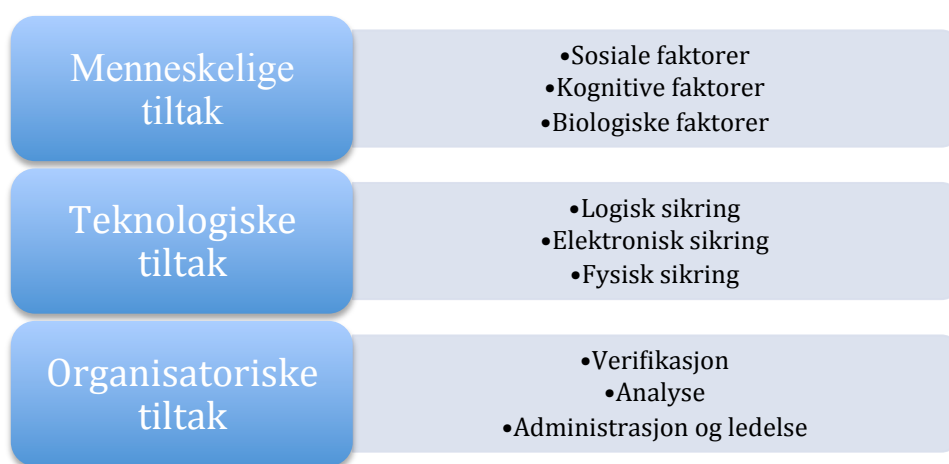 Menneskelige
tiltak
•Sosiale faktorer
•Kognitive faktorer
•Biologiske faktorer
Teknologiske
tiltak
•Logisk sikring
•Elektronisk sikring
•Fysisk sikring
Organisatoriske
tiltak
•Verifikasjon
•Analyse
•Administrasjon og ledelse